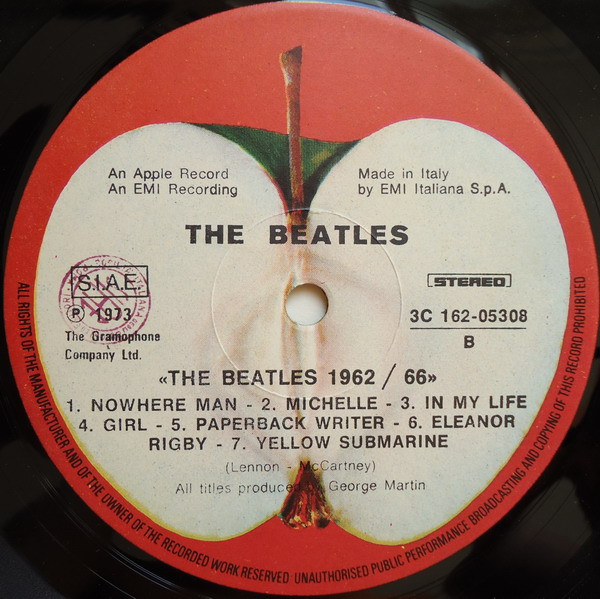 An Apple Record
An EMI Recording
Made in Italy
by EMI Italiana S.p.A.
THE BEATLES
S.I.A.E.
STEREO
℗ 1973
3C 162-05308
The Gramophone
Company Ltd.
B
«THE BEATLES 1962 / 66»
1. NOWHERE MAN - 2. MICHELLE - 3. IN MY LIFE
4. GIRL - 5. PAPERBACK WRITER - 6. ELEANOR
RIGBY - 7. YELLOW SUBMARINE
(Lennon - McCartney)
All titles produced by George Martin
ALL RIGHTS OF THE MANUFACTURER AND OF THE OWNER OF THE RECORDED WORK RESERVED UNAUTHORISED PUBLIC PERFORMANCE BROADCASTING AND COPYING OF THIS RECORD PROHIBITED